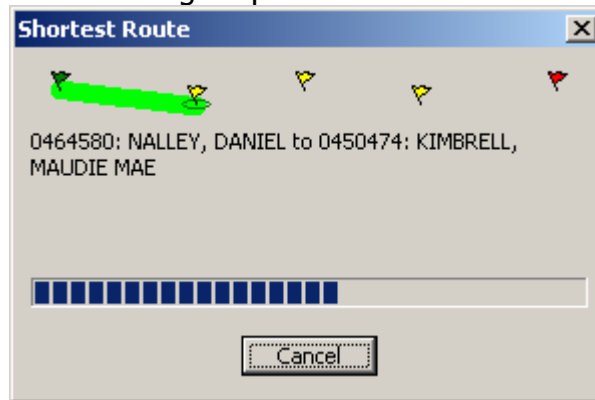 Shortest Route
0464580: NALLEY, DANIEL to 0450474: KIMBRELL,
MAUDIE MAE
Cancel